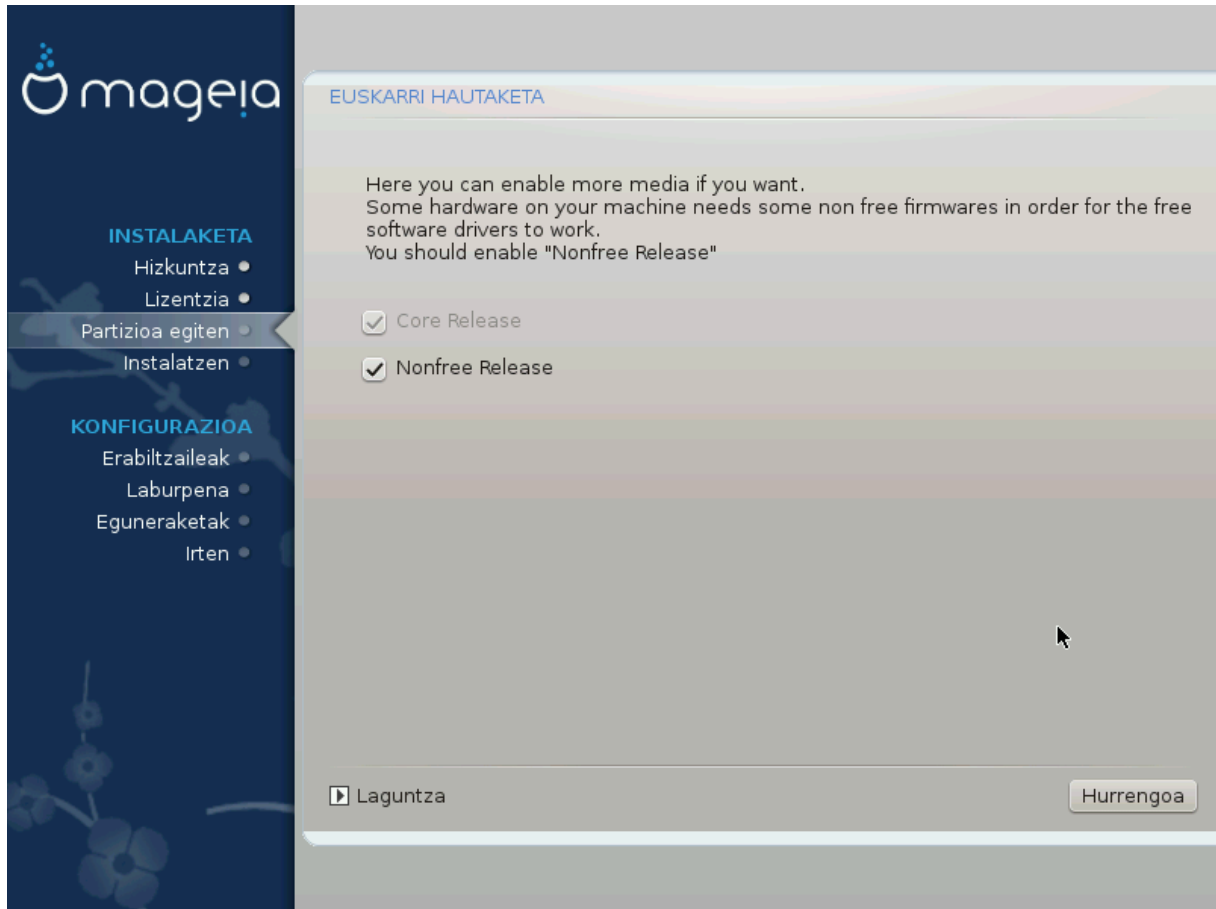 mageia
INSTALAKETA
Hizkuntza
Lizentzia
Partizioa egiten
Instalatzen
KONFIGURAZIOA
Erabiltzaileak
Laburpena
Eguneraketak
Irten
EUSKARRI HAUTAKETA
Here you can enable more media if you want.
Some hardware on your machine needs some non free firmwares in order for the free
software drivers to work.
You should enable "Nonfree Release"
Core Release
Nonfree Release
Laguntza
Hurrengoa